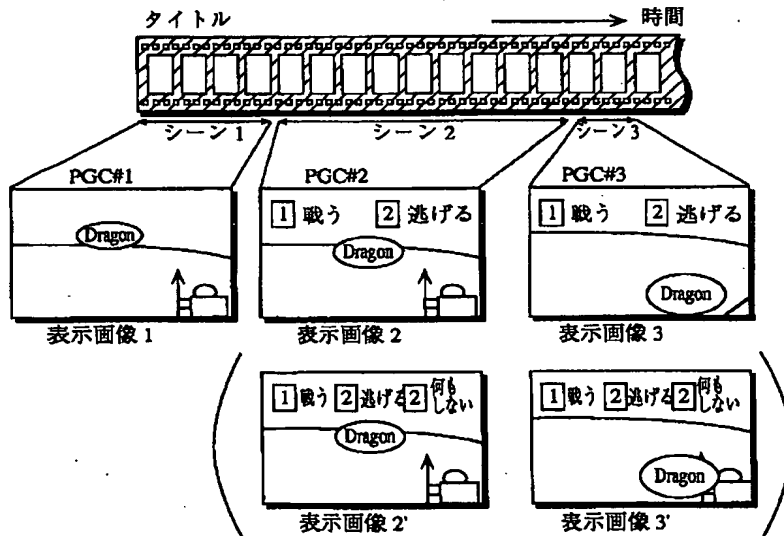 タイトル
時間
シーン 1
シーン 2
シーン 3
PGC#1
PGC#2
PGC#3
Dragon
1 戦う 2 逃げる
Dragon
1 戦う 2 逃げる
Dragon
表示画像 1
表示画像 2
表示画像 3
1 戦う 2 逃げる 2 何も
しない
Dragon
1 戦う 2 逃げる 2 何も
しない
Dragon
表示画像 2'
表示画像 3'